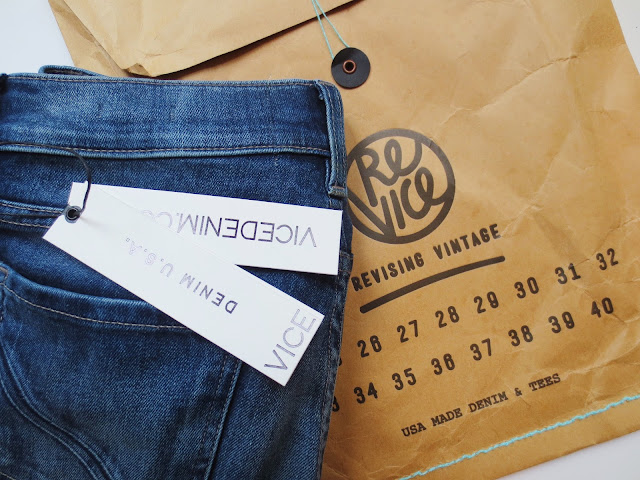 Re
Vice
REVISING VINTAGE
26 27 28 29 30 31 32
34 35 36 37 38 39 40
USA MADE DENIM & TEES
VICEDENIM.CO
DENIM U.S.A.
VICE